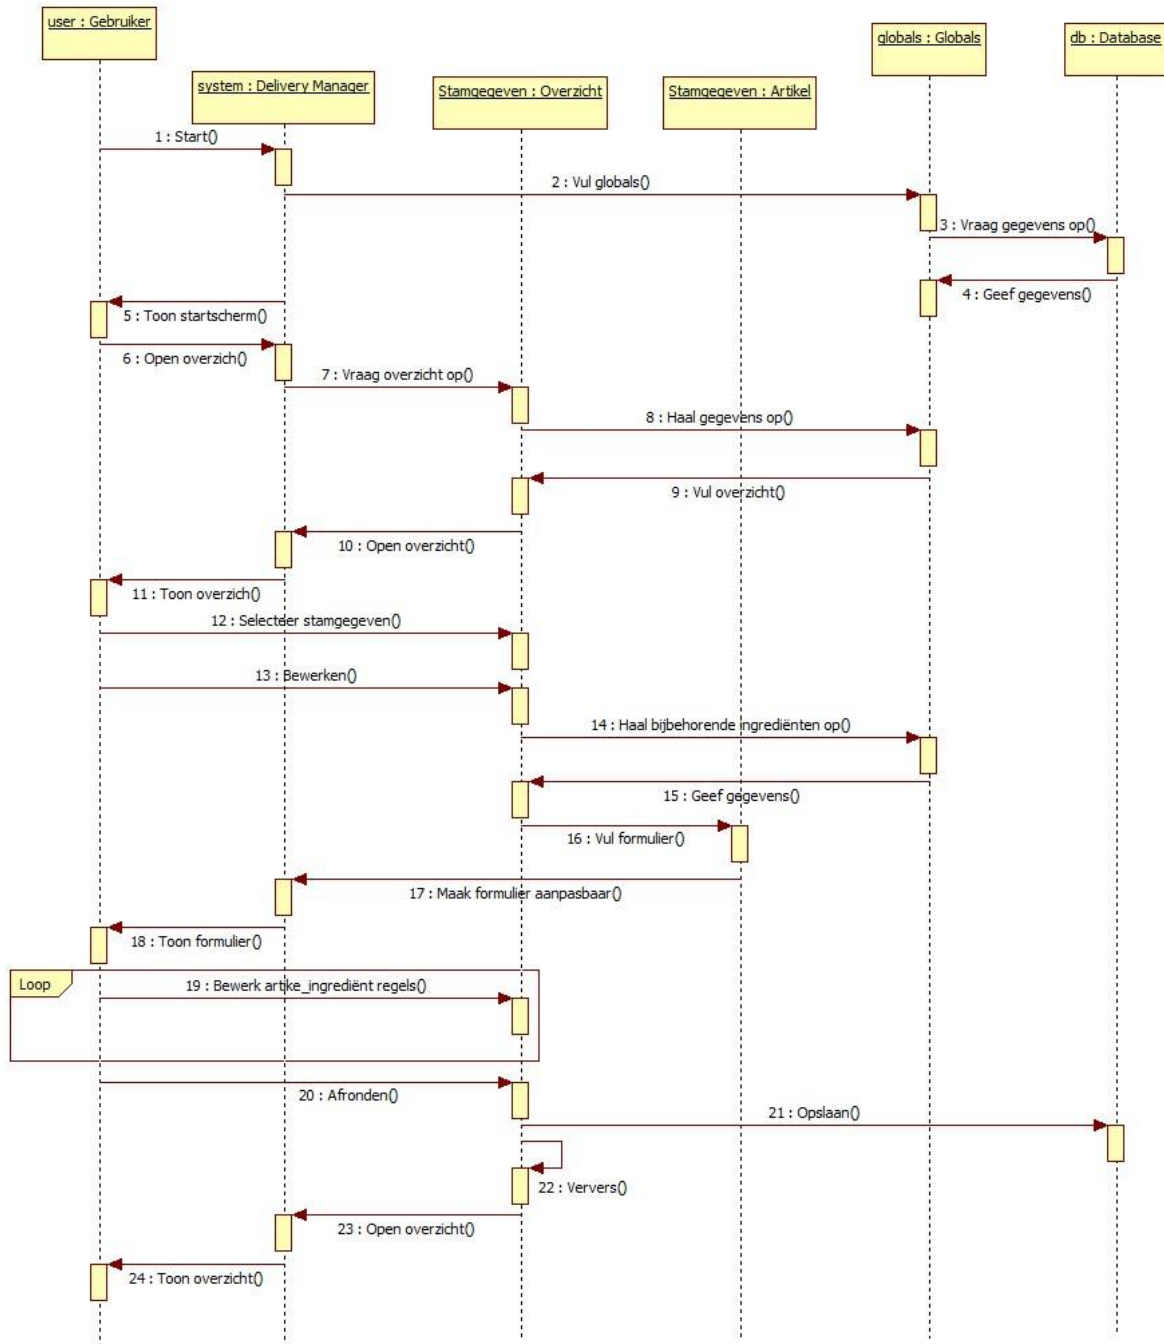 user : Gebruiker
system : Delivery Manager
Stamgegeven : Overzicht
Stamgegeven : Artikel
globals : Globals
db : Database
1 : Start()
2 : Vul globals()
3 : Vraag gegevens op()
4 : Geef gegevens()
5 : Toon startscherm()
6 : Open overzich()
7 : Vraag overzicht op()
8 : Haal gegevens op()
9 : Vul overzicht()
10 : Open overzicht()
11 : Toon overzich()
12 : Selecteer stamgegeven()
13 : Bewerken()
14 : Haal bijbehorende ingrediënten op()
15 : Geef gegevens()
16 : Vul formulier()
17 : Maak formulier aanpasbaar()
18 : Toon formulier()
Loop
19 : Bewerk artike_ingrediënt regels()
20 : Afronden()
21 : Opslaan()
22 : Ververs()
23 : Open overzicht()
24 : Toon overzicht()